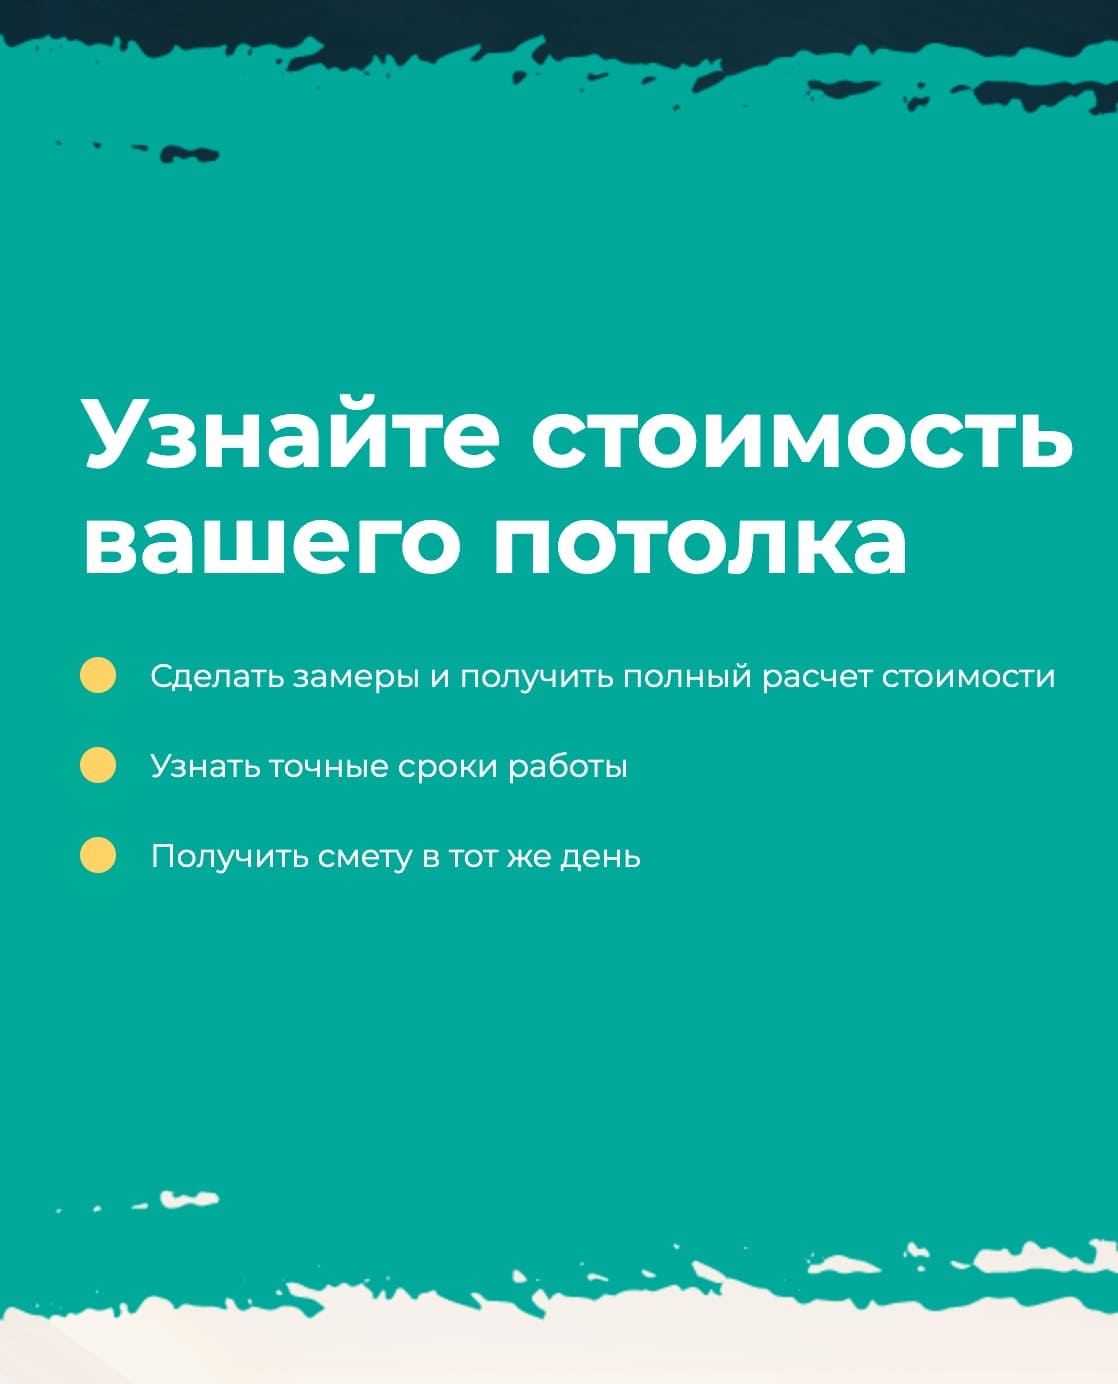 Узнайте стоимость
вашего потолка
Сделать замеры и получить полный расчет стоимости
Узнать точные сроки работы
Получить смету в тот же день